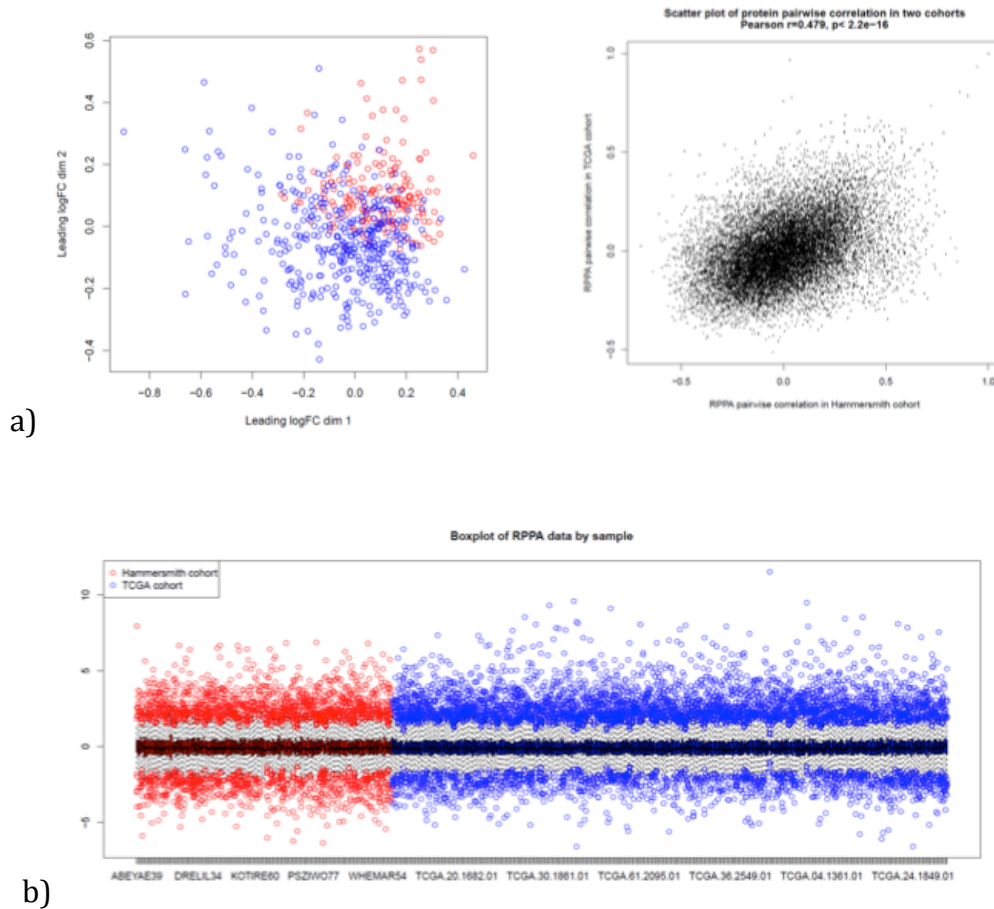 Scatter plot of protein pairwise correlation in two cohorts
Pearson r=0.479, p< 2.2e−16
0.6
0.4
0.2
0.0
−0.2
−0.4
Leading logFC dim 2
−0.8 −0.6 −0.4 −0.2 0.0 0.2 0.4 0.6
Leading logFC dim 1
1.0
0.5
0.0
−0.5
RPPA pairwise correlation in TCGA cohort
−0.5 0.0 0.5 1.0
RPPA pairwise correlation in Hammersmith cohort
a)
Boxplot of RPPA data by sample
Hammersmith cohort
TCGA cohort
10
5
0
−5
ABEYAE39 DRELIL34 KOTIRE60 PSZIWO77 WHEMAR54 TCGA.20.1682.01 TCGA.30.1861.01 TCGA.61.2095.01 TCGA.36.2549.01 TCGA.04.1361.01 TCGA.24.1849.01
b)